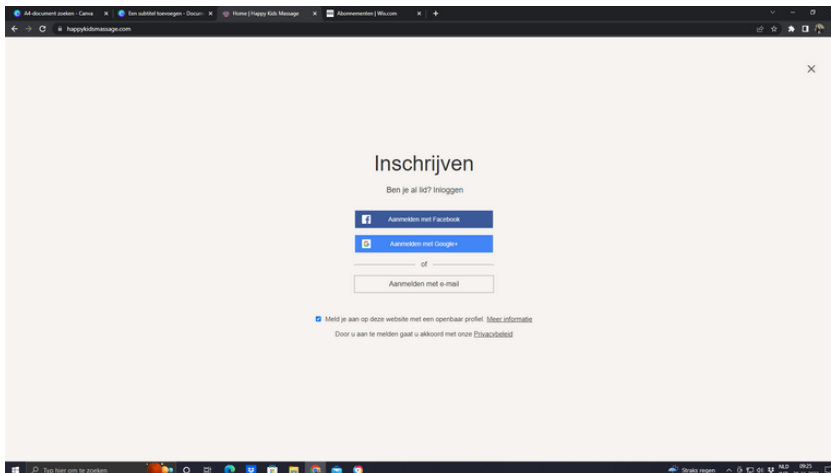 A4-document zoeken - Canva
Een subtitel toevoegen - Docum
Home | Happy Kids Massage
Abonnementen | Wix.com
happykidsmassage.com
Inschrijven
Ben je al lid? Inloggen
Aanmelden met Facebook
Aanmelden met Google+
of
Aanmelden met e-mail
Meld je aan op deze website met een openbaar profiel. Meer informatie
Door u aan te melden gaat u akkoord met onze Privacybeleid
Typ hier om te zoeken
Straks regen
NLD
0925